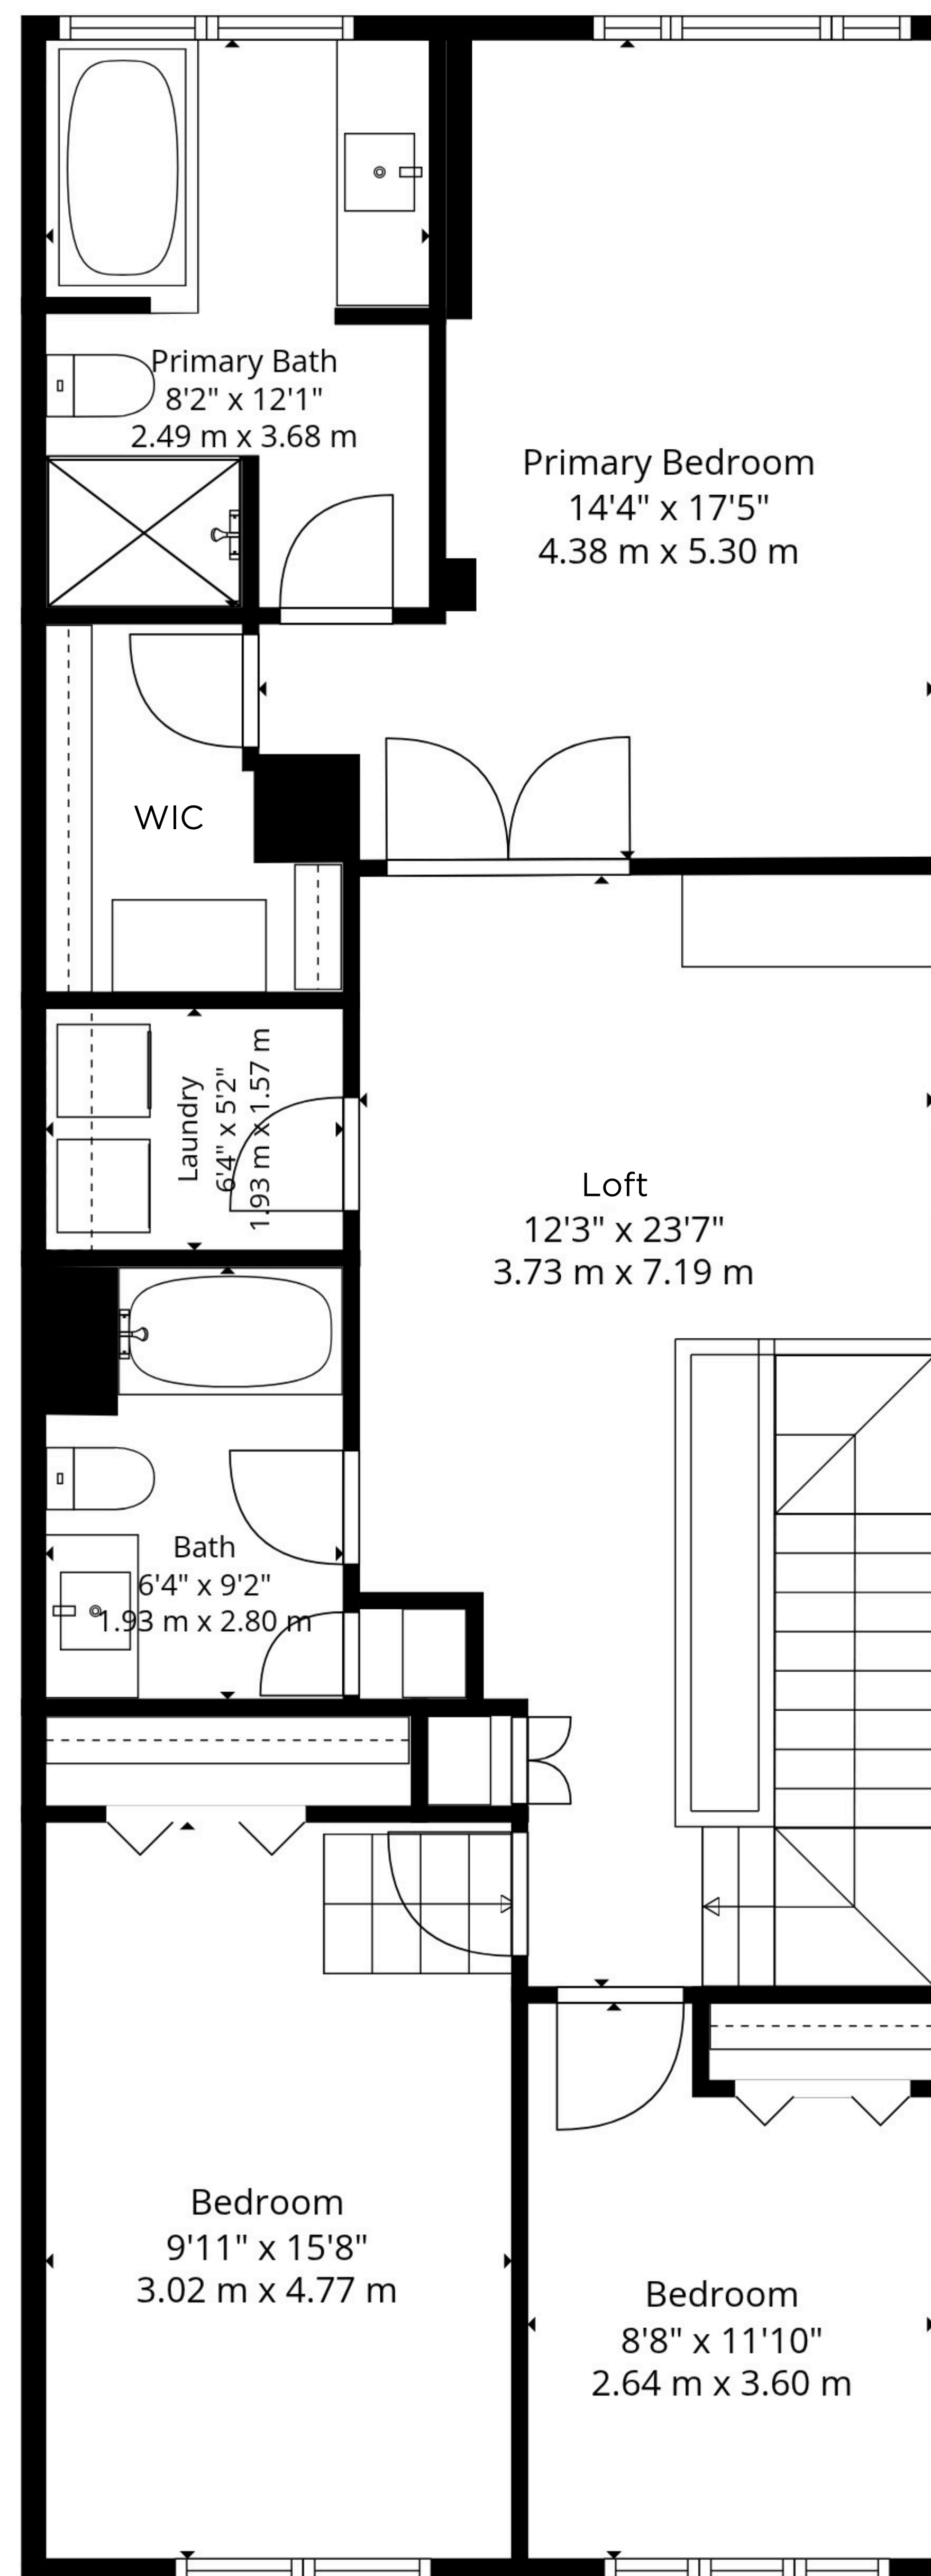 Primary Bath
8'2" x 12'1"
2.49 m x 3.68 m
Primary Bedroom
14'4" x 17'5"
4.38 m x 5.30 m
WIC
Laundry
6'4" x 5'2"
1.93 m x 1.57 m
Loft
12'3" x 23'7"
3.73 m x 7.19 m
Bath
6'4" x 9'2"
1.93 m x 2.80 m
Bedroom
9'11" x 15'8"
3.02 m x 4.77 m
Bedroom
8'8" x 11'10"
2.64 m x 3.60 m